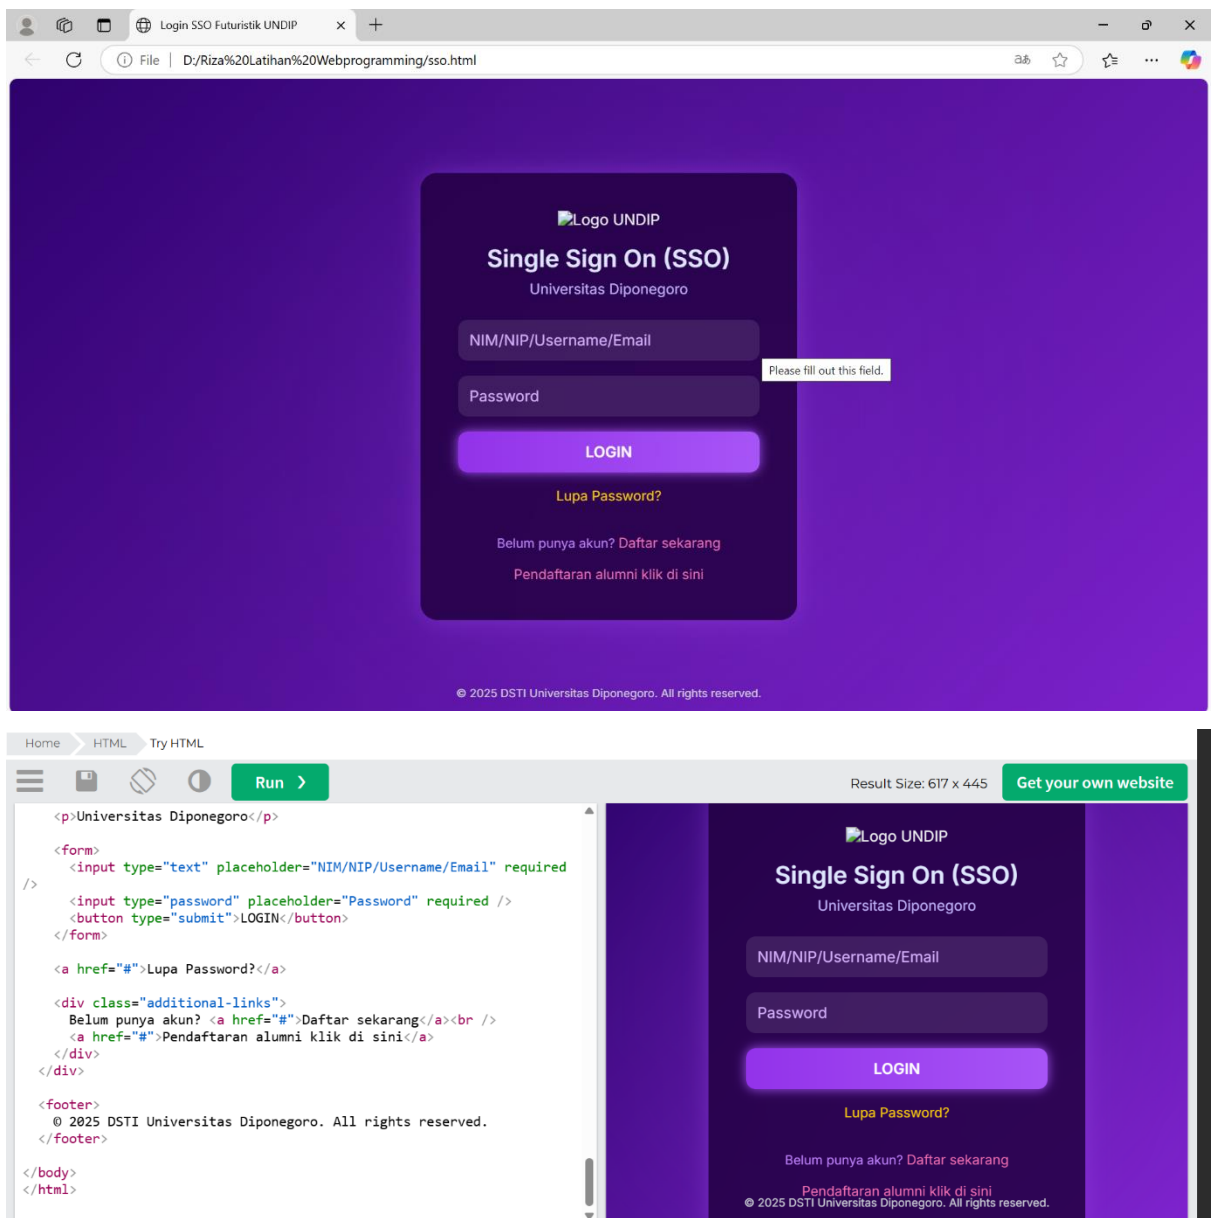 Login SSO Futuristik UNDIP
File | D:/Riza%20Latihan%20Webprogramming/sso.html
Logo UNDIP
Single Sign On (SSO)
Universitas Diponegoro
NIM/NIP/Username/Email
Please fill out this field.
Password
LOGIN
Lupa Password?
Belum punya akun? Daftar sekarang
Pendaftaran alumni klik di sini
© 2025 DSTI Universitas Diponegoro. All rights reserved.
Home HTML Try HTML
Run ❯ Result Size: 617 x 445 Get your own website
<p>Universitas Diponegoro</p>
<form>
<input type="text" placeholder="NIM/NIP/Username/Email" required
/>
<input type="password" placeholder="Password" required />
<button type="submit">LOGIN</button>
</form>
<a href="#">Lupa Password?</a>
<div class="additional-links">
Belum punya akun? <a href="#">Daftar sekarang</a><br />
<a href="#">Pendaftaran alumni klik di sini</a>
</div>
</div>
<footer>
© 2025 DSTI Universitas Diponegoro. All rights reserved.
</footer>
</body>
</html>
Logo UNDIP
Single Sign On (SSO)
Universitas Diponegoro
NIM/NIP/Username/Email
Password
LOGIN
Lupa Password?
Belum punya akun? Daftar sekarang
Pendaftaran alumni klik di sini
© 2025 DSTI Universitas Diponegoro. All rights reserved.